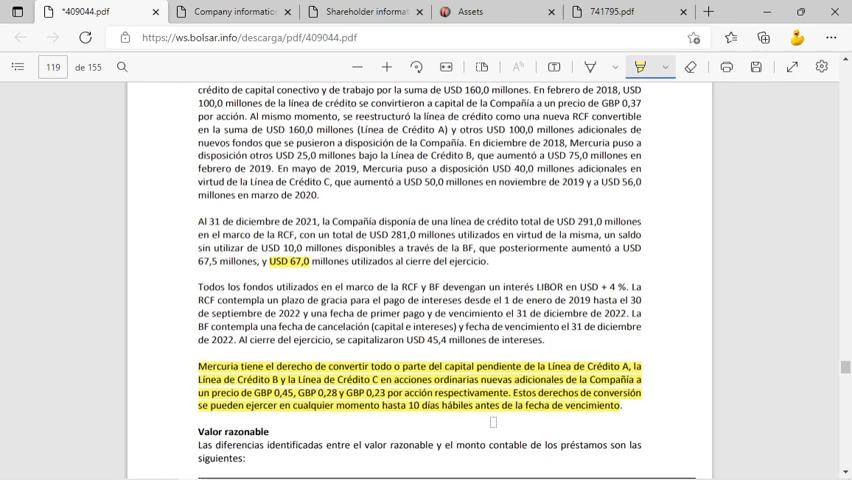 *409044.pdf
Company informatio
Shareholder informat
Assets
741795.pdf
https://ws.bolsar.info/descarga/pdf/409044.pdf
119 de 155
crédito de capital conectivo y de trabajo por la suma de USD 160,0 millones. En febrero de 2018, USD
100,0 millones de la línea de crédito se convirtieron a capital de la Compañía a un precio de GBP 0,37
por acción. Al mismo momento, se reestructuró la línea de crédito como una nueva RCF convertible
en la suma de USD 160,0 millones (Línea de Crédito A) y otros USD 100,0 millones adicionales de
nuevos fondos que se pusieron a disposición de la Compañía. En diciembre de 2018, Mercuria puso a
disposición otros USD 25,0 millones bajo la Línea de Crédito B, que aumentó a USD 75,0 millones en
febrero de 2019. En mayo de 2019, Mercuria puso a disposición USD 40,0 millones adicionales en
virtud de la Línea de Crédito C, que aumentó a USD 50,0 millones en noviembre de 2019 y a USD 56,0
millones en marzo de 2020.
Al 31 de diciembre de 2021, la Compañía disponía de una línea de crédito total de USD 291,0 millones
en el marco de la RCF, con un total de USD 281,0 millones utilizados en virtud de la misma, un saldo
sin utilizar de USD 10,0 millones disponibles a través de la BF, que posteriormente aumentó a USD
67,5 millones, y USD 67,0 millones utilizados al cierre del ejercicio.
Todos los fondos utilizados en el marco de la RCF y BF devengan un interés LIBOR en USD + 4 %. La
RCF contempla un plazo de gracia para el pago de intereses desde el 1 de enero de 2019 hasta el 30
de septiembre de 2022 y una fecha de primer pago y de vencimiento el 31 de diciembre de 2022. La
BF contempla una fecha de cancelación (capital e intereses) y fecha de vencimiento el 31 de diciembre
de 2022. Al cierre del ejercicio, se capitalizaron USD 45,4 millones de intereses.
Mercuria tiene el derecho de convertir todo o parte del capital pendiente de la Línea de Crédito A, la
Línea de Crédito B y la Línea de Crédito C en acciones ordinarias nuevas adicionales de la Compañía a
un precio de GBP 0,45, GBP 0,28 y GBP 0,23 por acción respectivamente. Estos derechos de conversión
se pueden ejercer en cualquier momento hasta 10 días hábiles antes de la fecha de vencimiento.
Valor razonable
Las diferencias identificadas entre el valor razonable y el monto contable de los préstamos son las
siguientes: